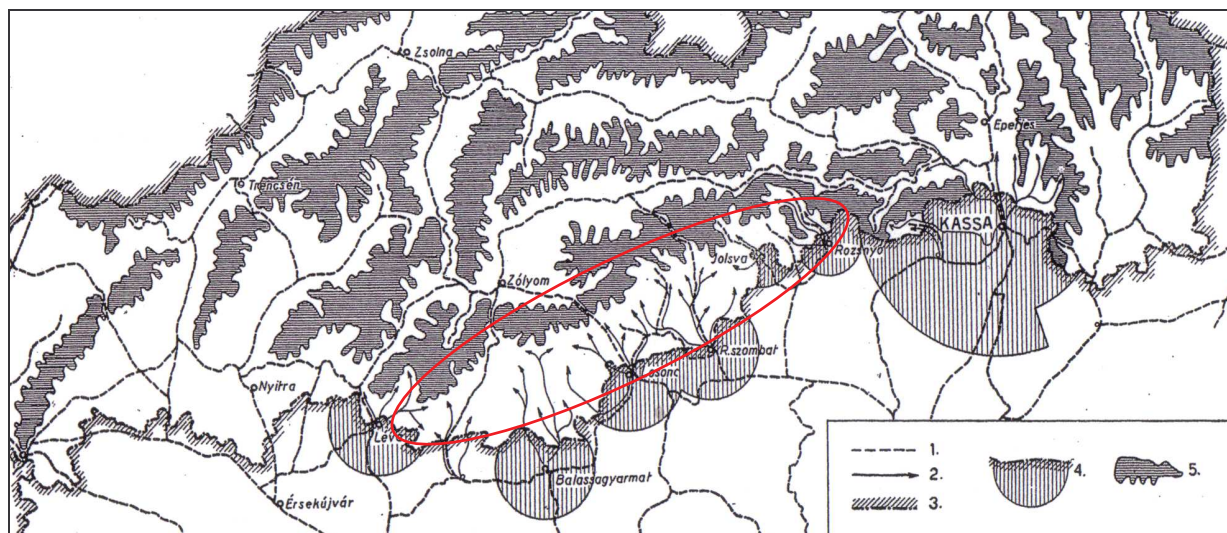 Zsolna
Eperjes
Trencsén
KASSA
Rozsnyó
Jolsva
Zólyom
R.szombat
Losonc
Nyitra
Léva
Balassagyarmat
Érsekújvár
1.
2.
3.
4.
5.